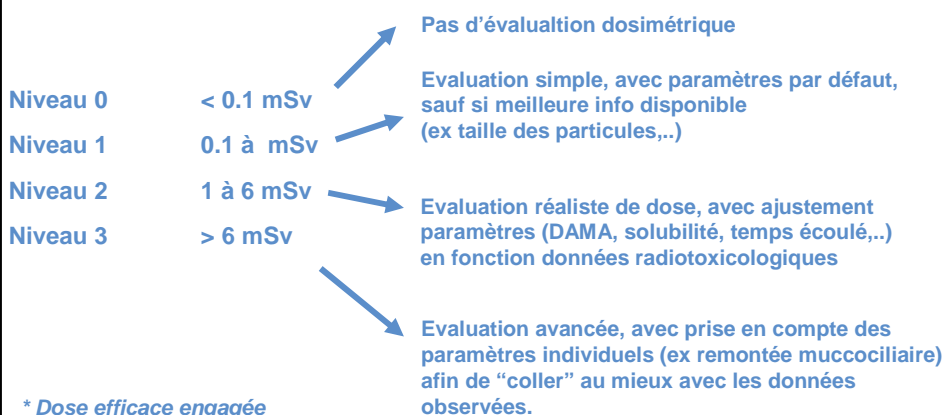 Pas d'évalualtion dosimétrique
Evaluation simple, avec paramètres par défaut,
sauf si meilleure info disponible
(ex taille des particules,..)
Niveau 0 < 0.1 mSv
Niveau 1 0.1 à mSv
Niveau 2 1 à 6 mSv
Niveau 3 > 6 mSv
Evaluation réaliste de dose, avec ajustement
paramètres (DAMA, solubilité, temps écoulé,..)
en fonction données radiotoxicologiques
Evaluation avancée, avec prise en compte des
paramètres individuels (ex remontée muccociliaire)
afin de “coller” au mieux avec les données
observées.
* Dose efficace engagée